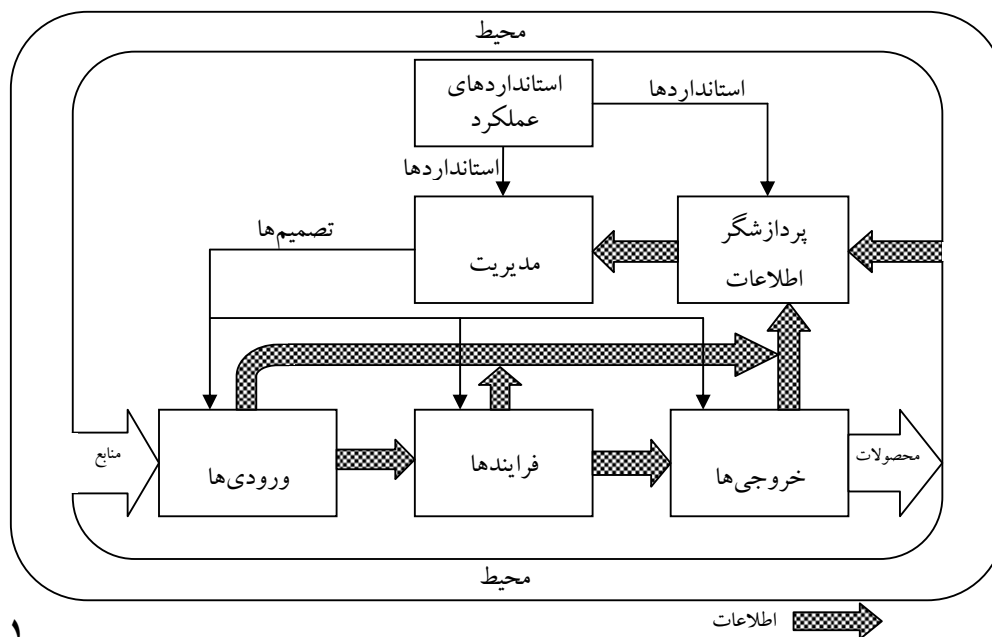 محیط
استانداردهای
عملکرد
استانداردها
استانداردها
پردازشگر
اطلاعات
مدیریت
تصمیم‌ها
منابع
ورودی‌ها
فرایندها
خروجی‌ها
محصولات
محیط
اطلاعات